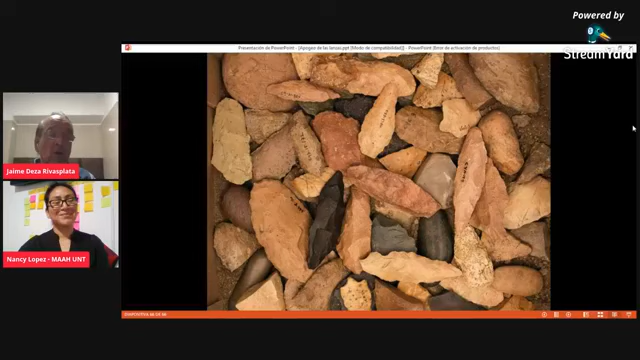 Powered by
StreamYard
Presentación de PowerPoint - [Apogeo de las lanzas.ppt [Modo de compatibilidad]] - PowerPoint (Error de activación de productos)
Jaime Deza Rivasplata
Nancy Lopez - MAAH UNT